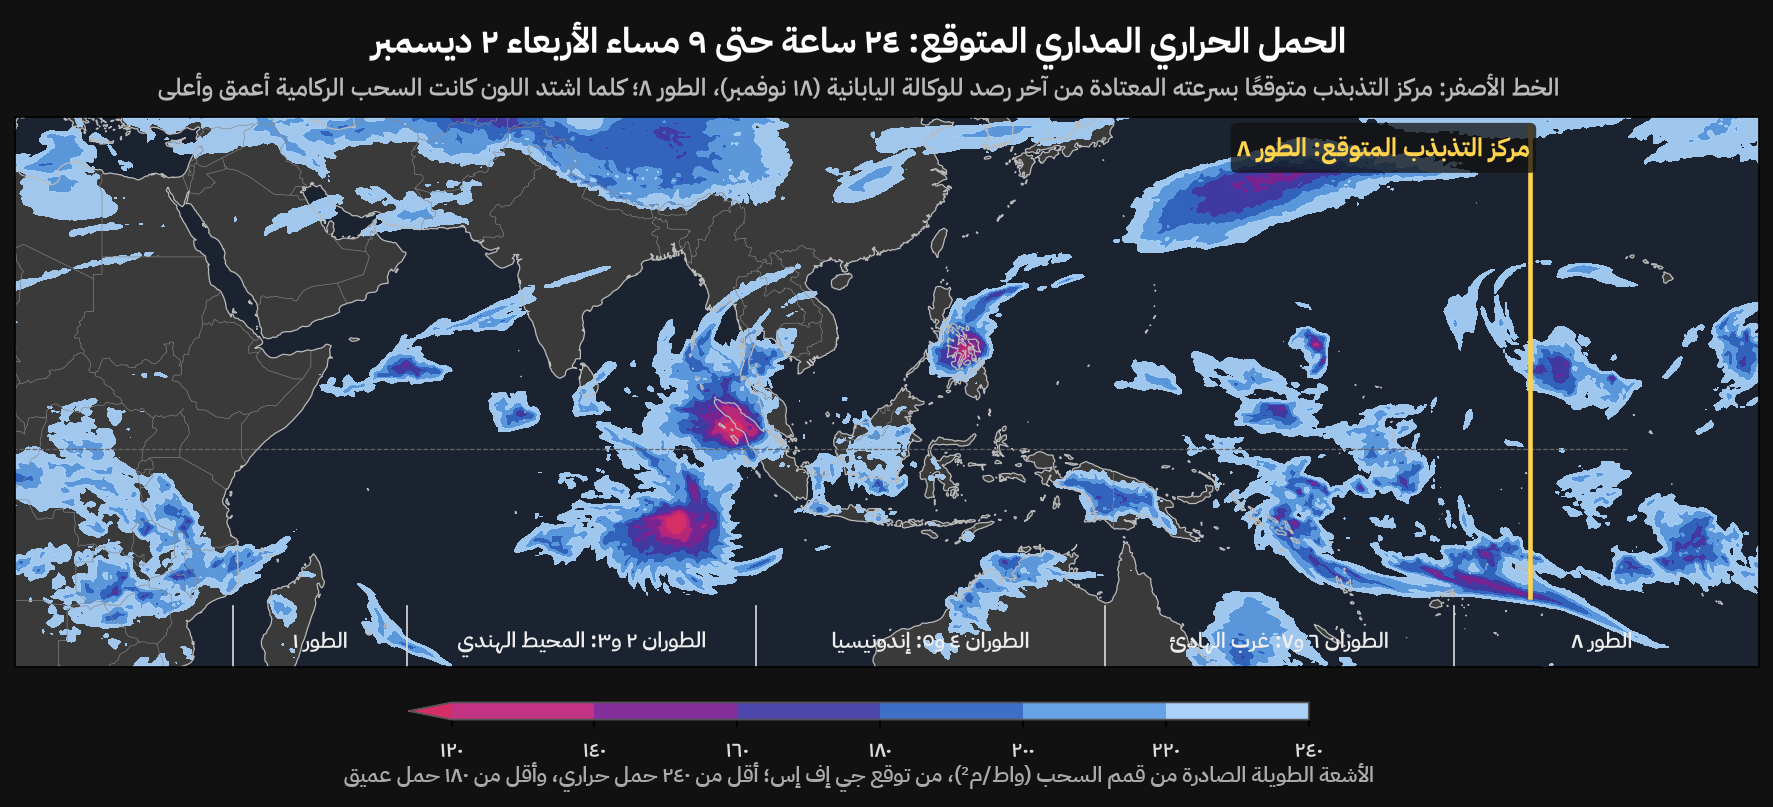 الحمل الحراري المداري المتوقع: ٢٤ ساعة حتى ٩ مساء الأربعاء ٢ ديسمبر
الخط الأصفر: مركز التذبذب متوقعًا بسرعته المعتادة من آخر رصد للوكالة اليابانية (١٨ نوفمبر)، الطور ٨؛ كلما اشتد اللون كانت السحب الركامية أعمق وأعلى
مركز التذبذب المتوقع: الطور ٨
الطور ١
الطوران ٢ و٣: المحيط الهندي
الطوران ٤ و٥: إندونيسيا
الطوران ٦ و٧: غرب الهادئ
الطور ٨
١٢٠ ١٤٠ ١٦٠ ١٨٠ ٢٠٠ ٢٢٠ ٢٤٠
الأشعة الطويلة الصادرة من قمم السحب (واط/م²)، من توقع جي إف إس؛ أقل من ٢٤٠ حمل حراري، وأقل من ١٨٠ حمل عميق